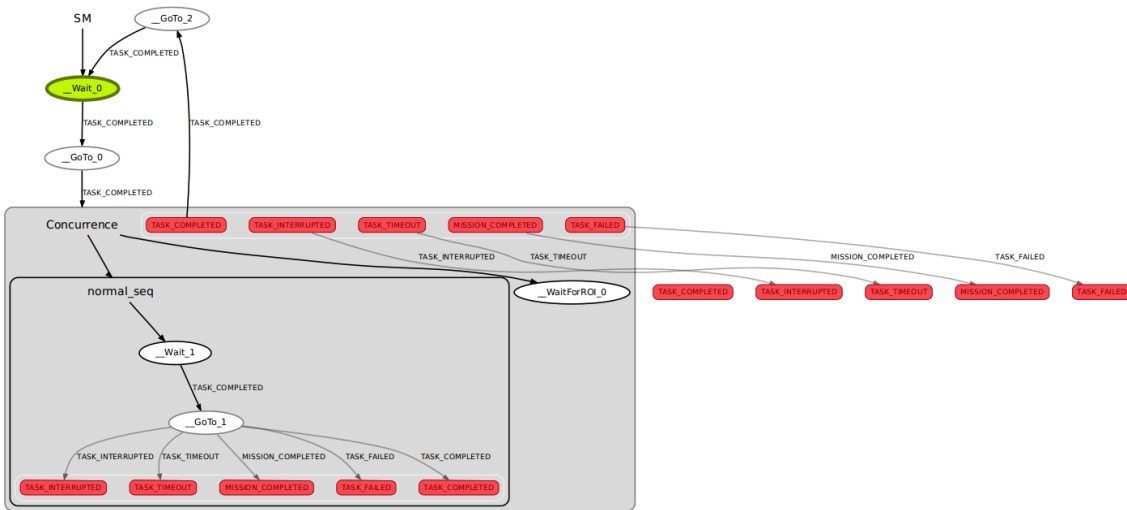 SM
__GoTo_2
TASK_COMPLETED
__Wait_0
TASK_COMPLETED
TASK_COMPLETED
__GoTo_0
TASK_COMPLETED
Concurrence
TASK_COMPLETED
TASK_INTERRUPTED
TASK_TIMEOUT
MISSION_COMPLETED
TASK_FAILED
TASK_INTERRUPTED
TASK_TIMEOUT
MISSION_COMPLETED
TASK_FAILED
normal_seq
__WaitForROI_0
TASK_COMPLETED
TASK_INTERRUPTED
TASK_TIMEOUT
MISSION_COMPLETED
TASK_FAILED
__Wait_1
TASK_COMPLETED
__GoTo_1
TASK_INTERRUPTED
TASK_TIMEOUT
MISSION_COMPLETED
TASK_FAILED
TASK_COMPLETED
TASK_INTERRUPTED
TASK_TIMEOUT
MISSION_COMPLETED
TASK_FAILED
TASK_COMPLETED